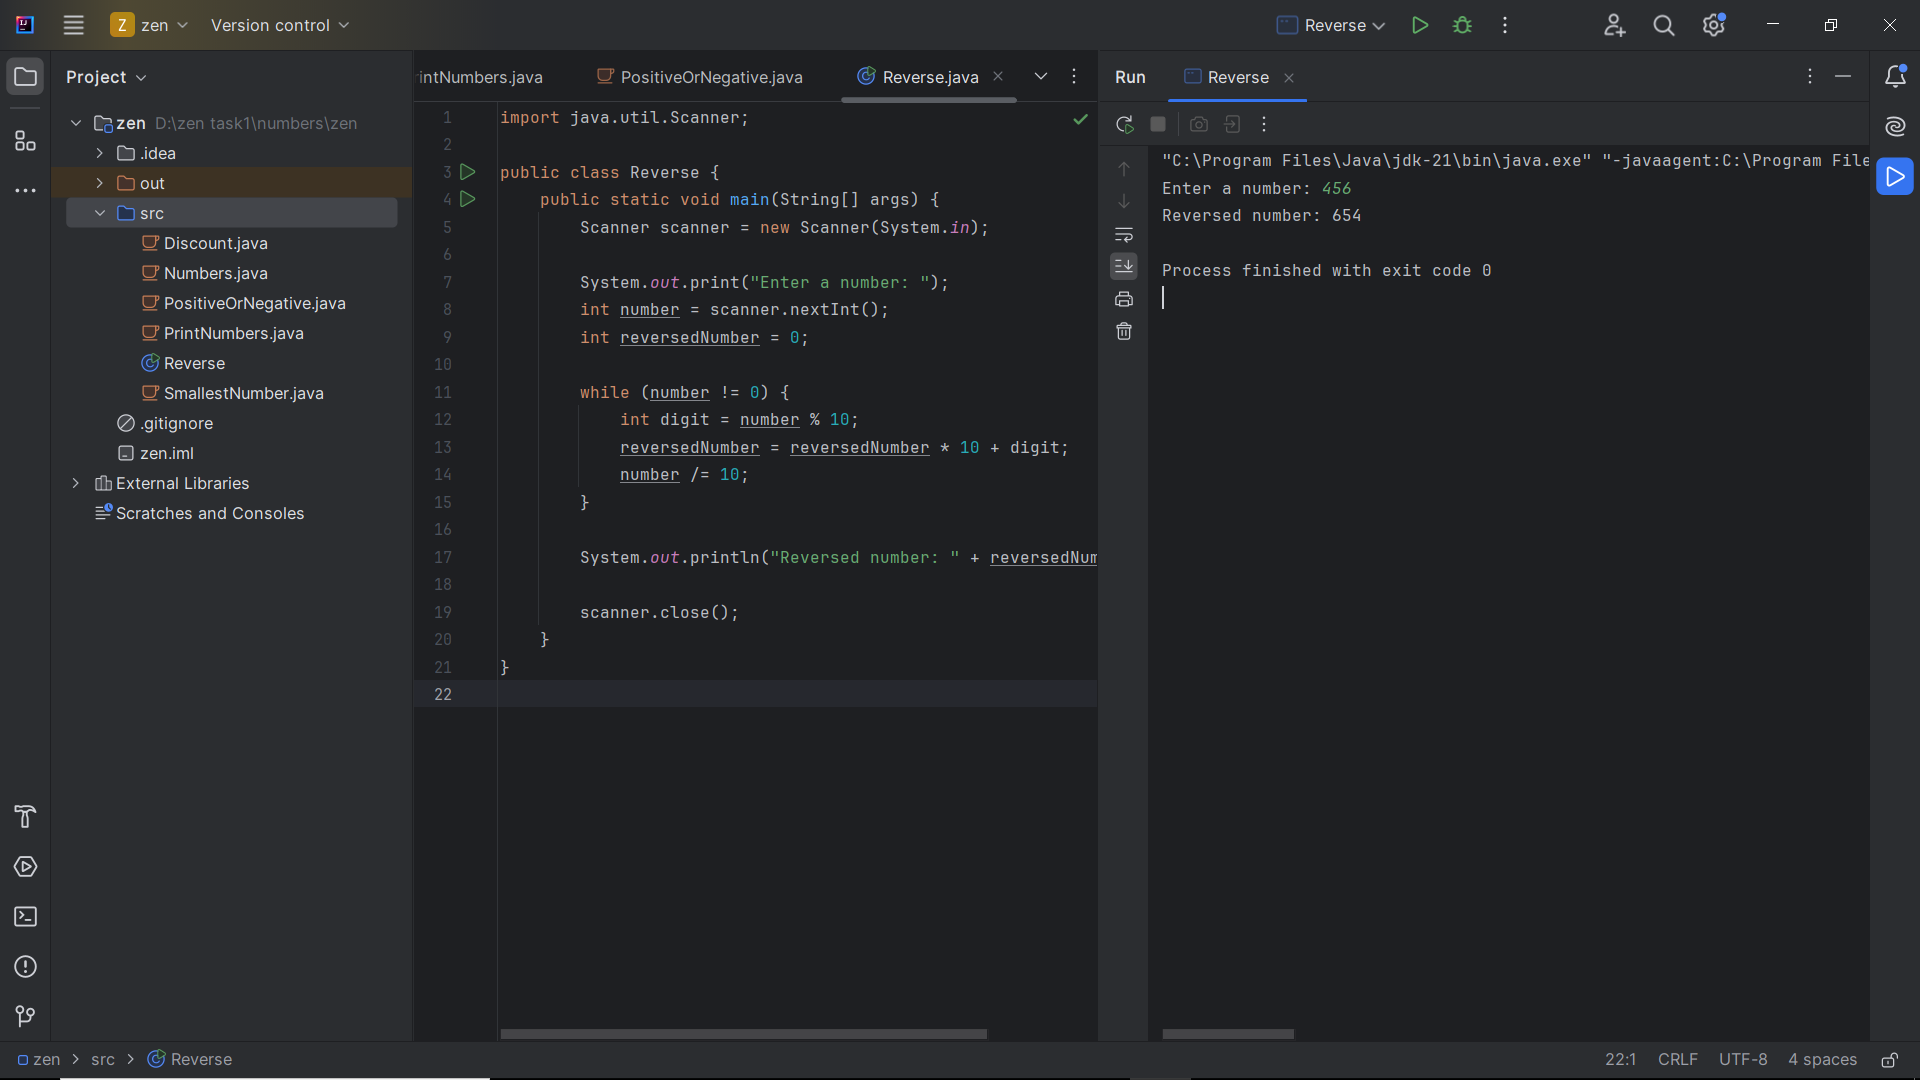 Z zen Version control Reverse
Project
zen D:\zen task1\numbers\zen
.idea
out
src
Discount.java
Numbers.java
PositiveOrNegative.java
PrintNumbers.java
Reverse
SmallestNumber.java
.gitignore
zen.iml
External Libraries
Scratches and Consoles
intNumbers.java PositiveOrNegative.java Reverse.java
1 import java.util.Scanner;
2
3 public class Reverse {
4 public static void main(String[] args) {
5 Scanner scanner = new Scanner(System.in);
6
7 System.out.print("Enter a number: ");
8 int number = scanner.nextInt();
9 int reversedNumber = 0;
10
11 while (number != 0) {
12 int digit = number % 10;
13 reversedNumber = reversedNumber * 10 + digit;
14 number /= 10;
15 }
16
17 System.out.println("Reversed number: " + reversedNum
18
19 scanner.close();
20 }
21 }
22
Run Reverse
"C:\Program Files\Java\jdk-21\bin\java.exe" "-javaagent:C:\Program File
Enter a number: 456
Reversed number: 654
Process finished with exit code 0
zen > src > Reverse 22:1 CRLF UTF-8 4 spaces